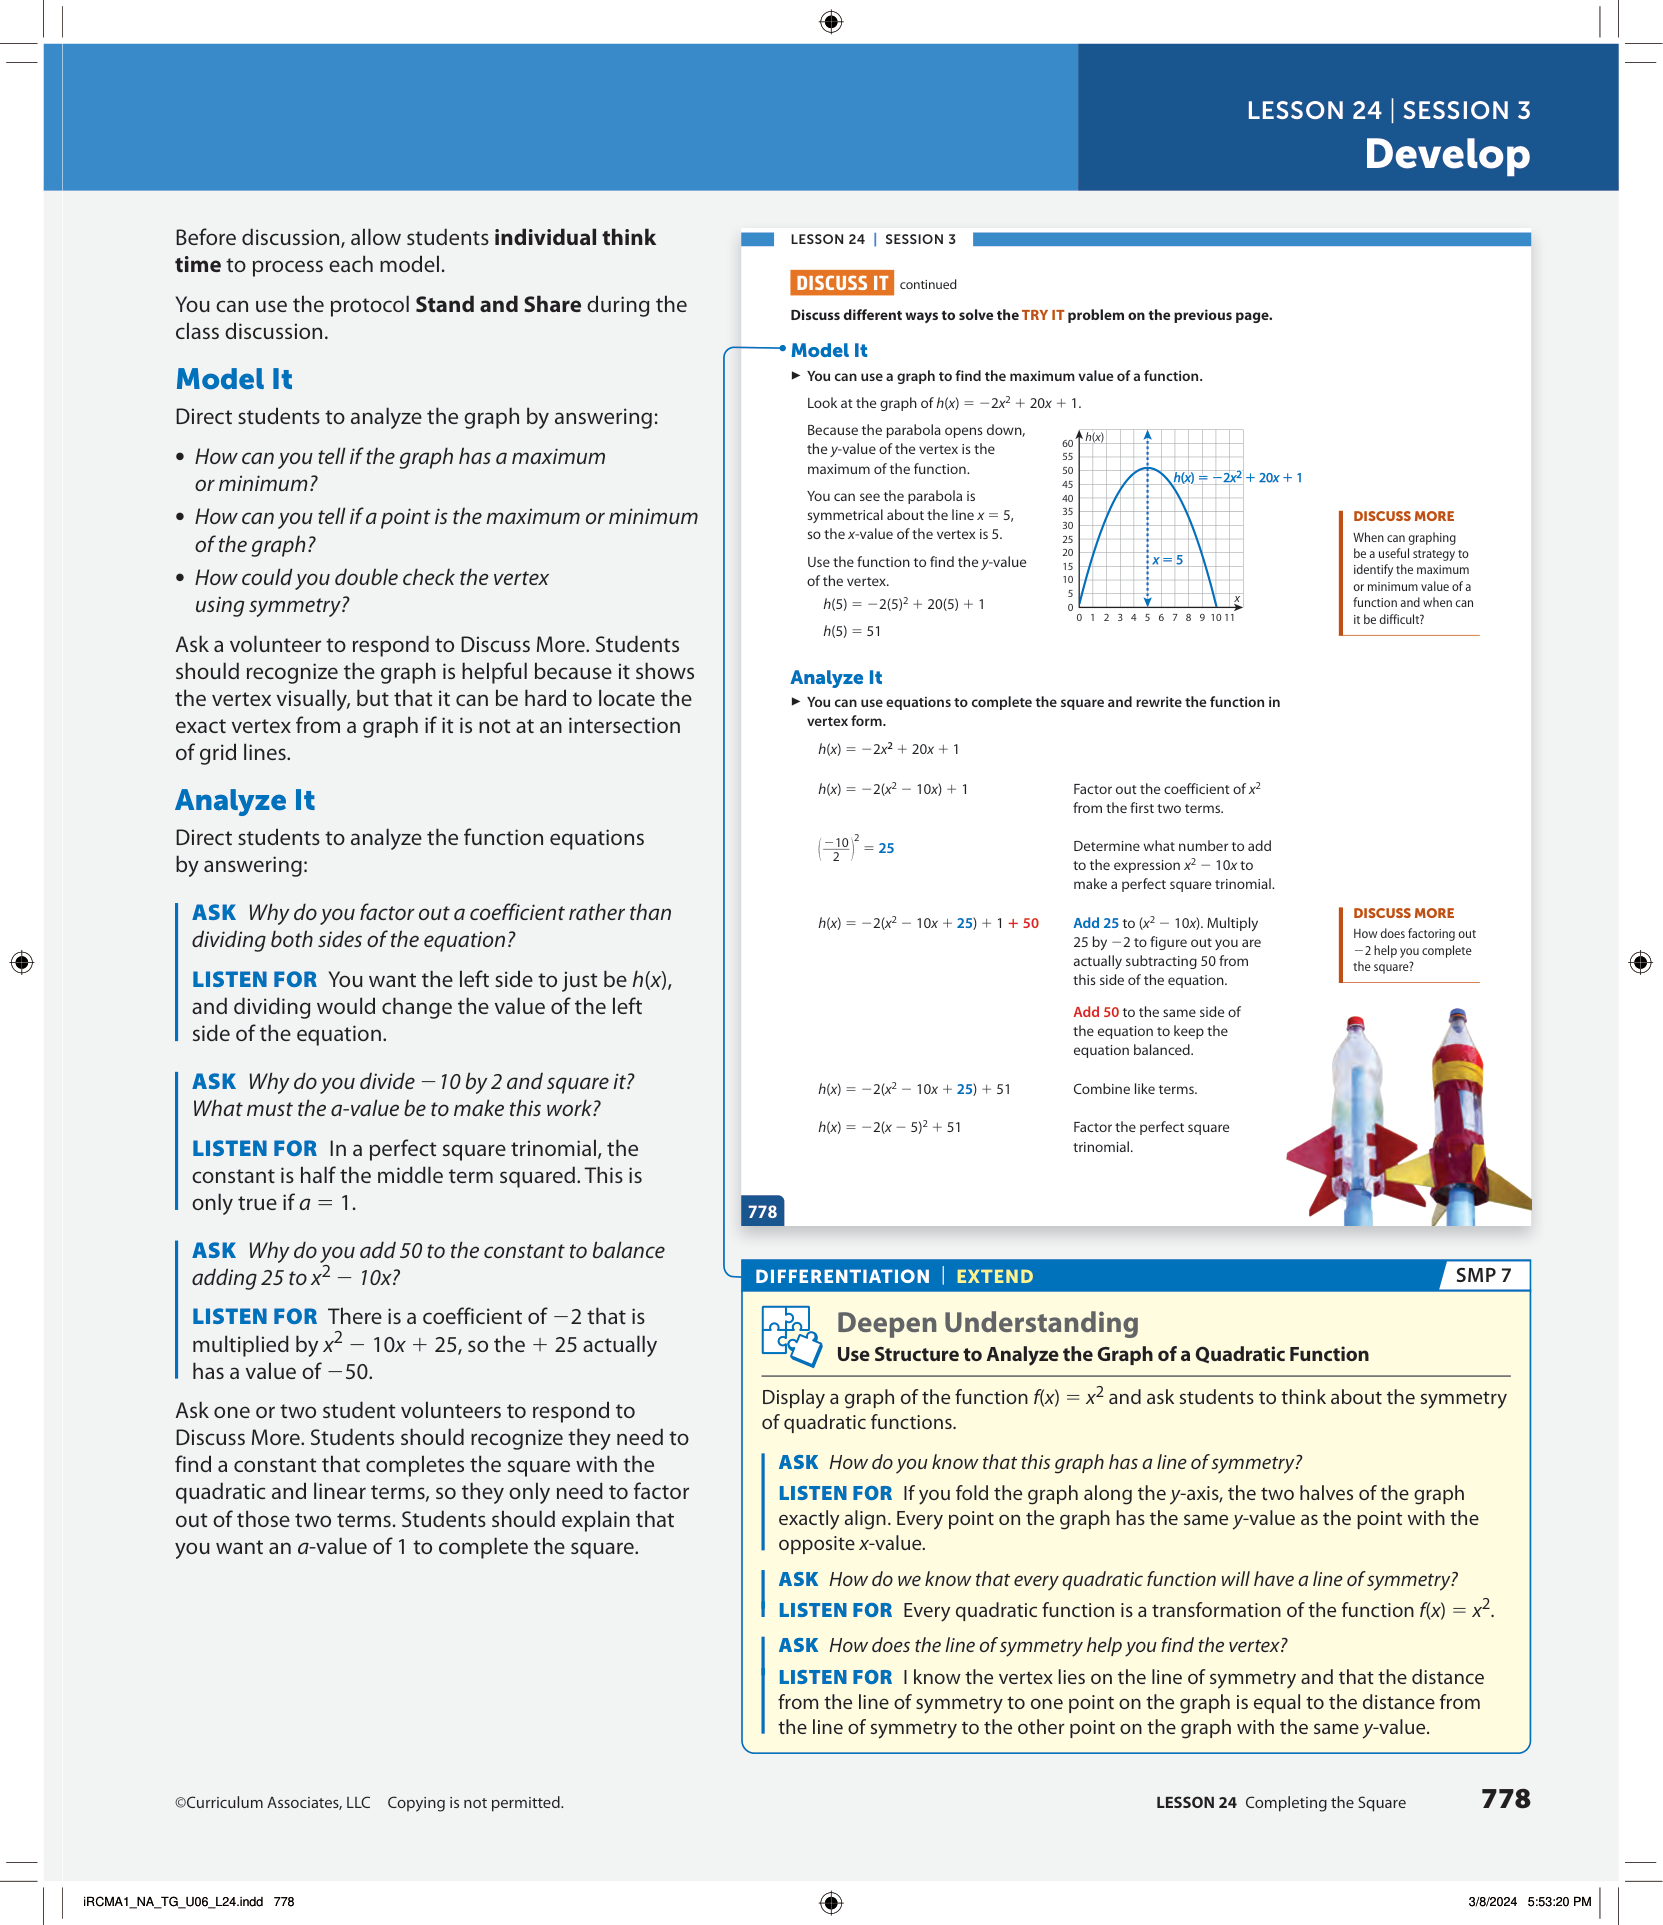 LESSON 24 | SESSION 3
Develop
Before discussion, allow students individual think
time to process each model.
You can use the protocol Stand and Share during the
class discussion.
Model It
Direct students to analyze the graph by answering:
• How can you tell if the graph has a maximum
or minimum?
• How can you tell if a point is the maximum or minimum
of the graph?
• How could you double check the vertex
using symmetry?
Ask a volunteer to respond to Discuss More. Students
should recognize the graph is helpful because it shows
the vertex visually, but that it can be hard to locate the
exact vertex from a graph if it is not at an intersection
of grid lines.
Analyze It
Direct students to analyze the function equations
by answering:
ASK Why do you factor out a coefficient rather than
dividing both sides of the equation?
LISTEN FOR You want the left side to just be h(x),
and dividing would change the value of the left
side of the equation.
ASK Why do you divide −10 by 2 and square it?
What must the a-value be to make this work?
LISTEN FOR In a perfect square trinomial, the
constant is half the middle term squared. This is
only true if a = 1.
ASK Why do you add 50 to the constant to balance
adding 25 to x² − 10x?
LISTEN FOR There is a coefficient of −2 that is
multiplied by x² − 10x + 25, so the + 25 actually
has a value of −50.
Ask one or two student volunteers to respond to
Discuss More. Students should recognize they need to
find a constant that completes the square with the
quadratic and linear terms, so they only need to factor
out of those two terms. Students should explain that
you want an a-value of 1 to complete the square.
LESSON 24 | SESSION 3
DISCUSS IT continued
Discuss different ways to solve the TRY IT problem on the previous page.
Model It
▶ You can use a graph to find the maximum value of a function.
Look at the graph of h(x) = −2x² + 20x + 1.
Because the parabola opens down,
the y-value of the vertex is the
maximum of the function.
You can see the parabola is
symmetrical about the line x = 5,
so the x-value of the vertex is 5.
Use the function to find the y-value
of the vertex.
h(5) = −2(5)² + 20(5) + 1
h(5) = 51
h(x)
60
55
50
45
40
35
30
25
20
15
10
5
0
h(x) = −2x² + 20x + 1
x = 5
x
0 1 2 3 4 5 6 7 8 9 10 11
DISCUSS MORE
When can graphing
be a useful strategy to
identify the maximum
or minimum value of a
function and when can
it be difficult?
Analyze It
▶ You can use equations to complete the square and rewrite the function in
vertex form.
h(x) = −2x² + 20x + 1
h(x) = −2(x² − 10x) + 1
Factor out the coefficient of x²
from the first two terms.
(−10/2)² = 25
Determine what number to add
to the expression x² − 10x to
make a perfect square trinomial.
h(x) = −2(x² − 10x + 25) + 1 + 50
Add 25 to (x² − 10x). Multiply
25 by −2 to figure out you are
actually subtracting 50 from
this side of the equation.
Add 50 to the same side of
the equation to keep the
equation balanced.
h(x) = −2(x² − 10x + 25) + 51
Combine like terms.
h(x) = −2(x − 5)² + 51
Factor the perfect square
trinomial.
DISCUSS MORE
How does factoring out
−2 help you complete
the square?
778
DIFFERENTIATION | EXTEND
SMP 7
Deepen Understanding
Use Structure to Analyze the Graph of a Quadratic Function
Display a graph of the function f(x) = x² and ask students to think about the symmetry
of quadratic functions.
ASK How do you know that this graph has a line of symmetry?
LISTEN FOR If you fold the graph along the y-axis, the two halves of the graph
exactly align. Every point on the graph has the same y-value as the point with the
opposite x-value.
ASK How do we know that every quadratic function will have a line of symmetry?
LISTEN FOR Every quadratic function is a transformation of the function f(x) = x².
ASK How does the line of symmetry help you find the vertex?
LISTEN FOR I know the vertex lies on the line of symmetry and that the distance
from the line of symmetry to one point on the graph is equal to the distance from
the line of symmetry to the other point on the graph with the same y-value.
©Curriculum Associates, LLC Copying is not permitted.
LESSON 24 Completing the Square 778
iRCMA1_NA_TG_U06_L24.indd 778
3/8/2024 5:53:20 PM